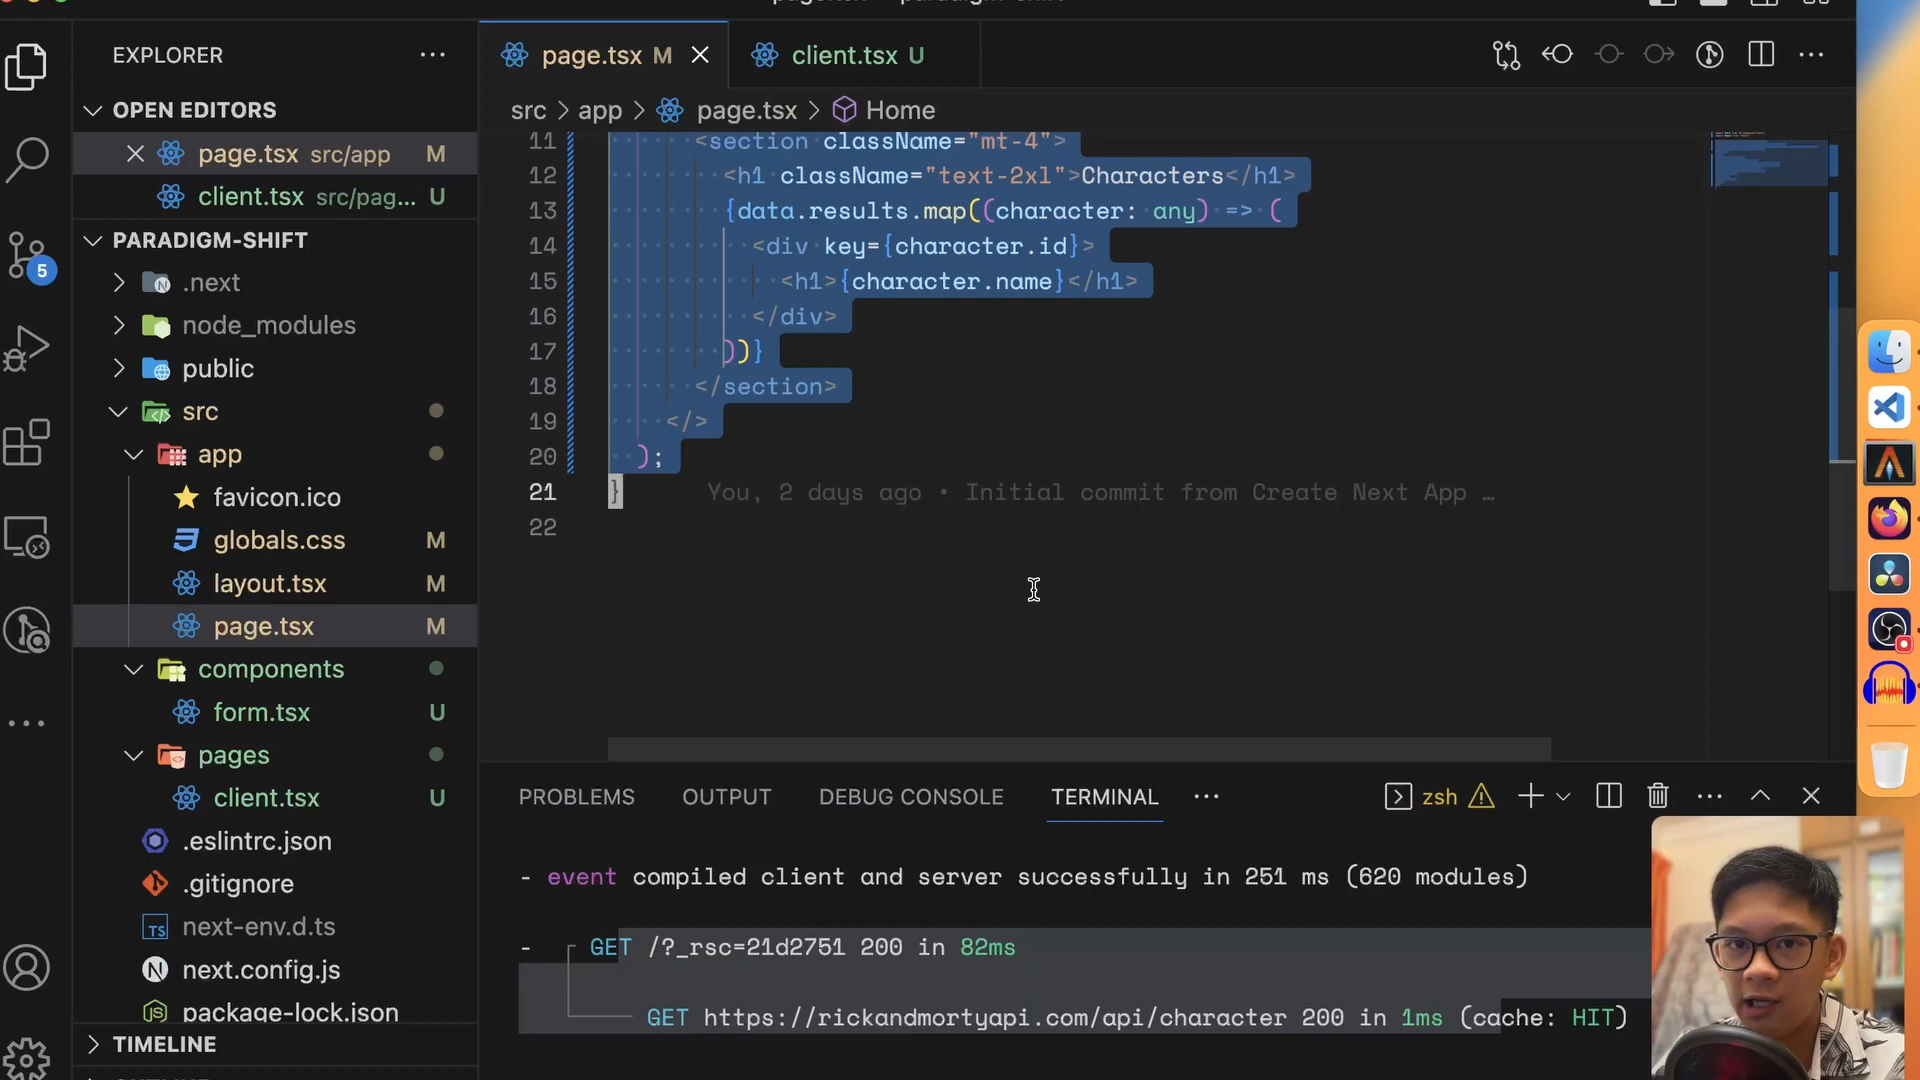 EXPLORER
OPEN EDITORS
page.tsx src/app M
client.tsx src/pag... U
PARADIGM-SHIFT
.next
node_modules
public
src
app
favicon.ico
globals.css M
layout.tsx M
page.tsx M
components
form.tsx U
pages
client.tsx U
.eslintrc.json
.gitignore
next-env.d.ts
next.config.js
package-lock.json
TIMELINE
5
page.tsx M
client.tsx U
src > app > page.tsx > Home
11 <section className="mt-4">
12 <h1 className="text-2xl">Characters</h1>
13 {data.results.map((character: any) => (
14 <div key={character.id}>
15 <h1>{character.name}</h1>
16 </div>
17 ))}
18 </section>
19 </>
20 );
21 } You, 2 days ago • Initial commit from Create Next App …
22
PROBLEMS OUTPUT DEBUG CONSOLE TERMINAL zsh
- event compiled client and server successfully in 251 ms (620 modules)
- GET /?_rsc=21d2751 200 in 82ms
GET https://rickandmortyapi.com/api/character 200 in 1ms (cache: HIT)